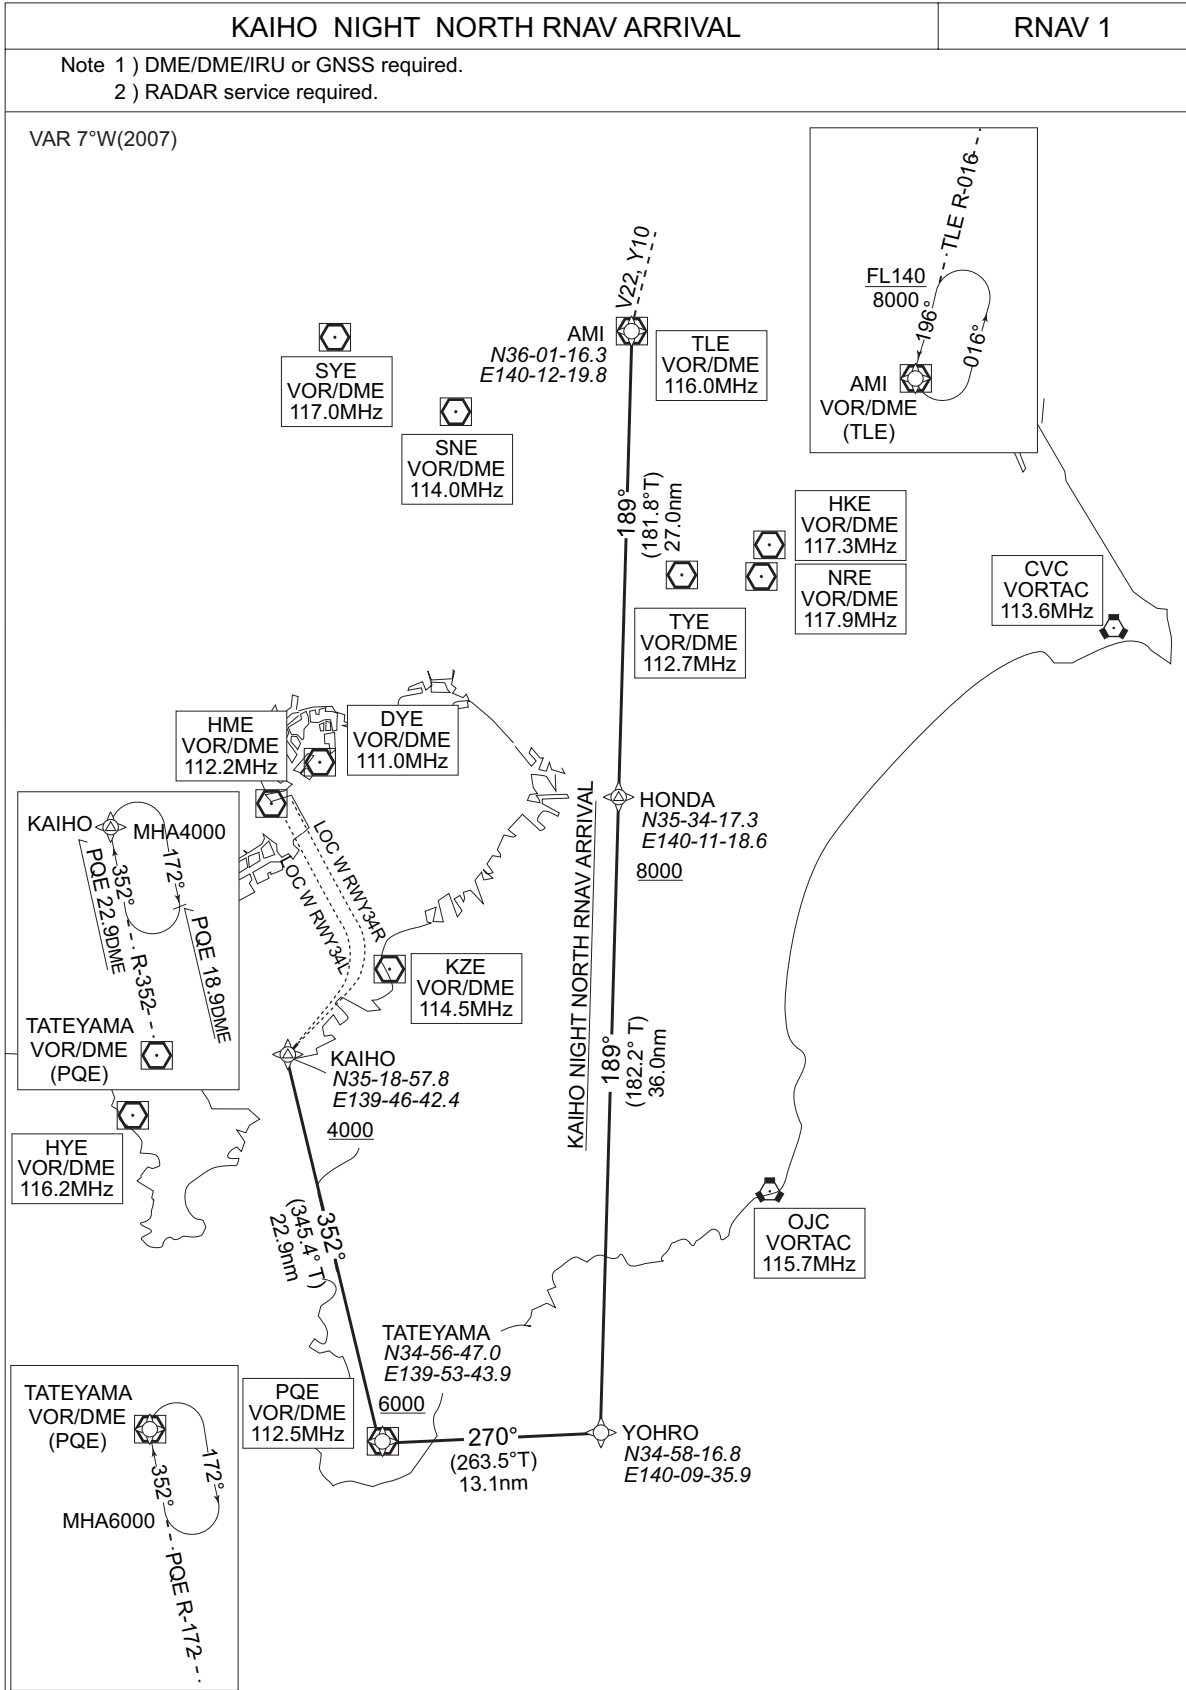 KAIHO NIGHT NORTH RNAV ARRIVAL
RNAV 1
Note 1 ) DME/DME/IRU or GNSS required.
2 ) RADAR service required.
VAR 7°W(2007)
TLE R-016
FL140
8000
196°
016°
AMI
VOR/DME
(TLE)
V22, Y10
AMI
N36-01-16.3
E140-12-19.8
TLE
VOR/DME
116.0MHz
SYE
VOR/DME
117.0MHz
SNE
VOR/DME
114.0MHz
189°
(181.8°T)
27.0nm
HKE
VOR/DME
117.3MHz
NRE
VOR/DME
117.9MHz
CVC
VORTAC
113.6MHz
TYE
VOR/DME
112.7MHz
HME
VOR/DME
112.2MHz
DYE
VOR/DME
111.0MHz
HONDA
N35-34-17.3
E140-11-18.6
8000
KAIHO NIGHT NORTH RNAV ARRIVAL
LOC W RWY34R
LOC W RWY34L
KAIHO
MHA4000
172°
352°
PQE 22.9DME
PQE 18.9DME
R-352
TATEYAMA
VOR/DME
(PQE)
KZE
VOR/DME
114.5MHz
KAIHO
N35-18-57.8
E139-46-42.4
4000
189°
(182.2° T)
36.0nm
HYE
VOR/DME
116.2MHz
352°
(345.4° T)
22.9nm
OJC
VORTAC
115.7MHz
TATEYAMA
N34-56-47.0
E139-53-43.9
6000
PQE
VOR/DME
112.5MHz
270°
(263.5°T)
13.1nm
YOHRO
N34-58-16.8
E140-09-35.9
TATEYAMA
VOR/DME
(PQE)
172°
352°
MHA6000
PQE R-172